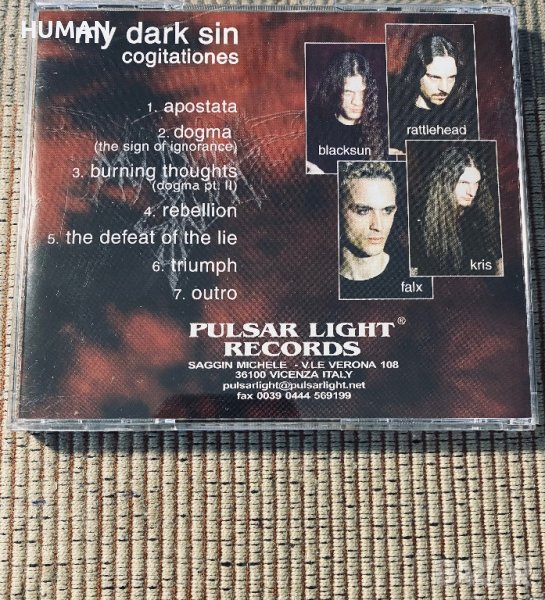 HUMAN
my dark sin
cogitationes
1. apostata
2. dogma
(the sign of ignorance)
3. burning thoughts
(dogma pt. II)
4. rebellion
5. the defeat of the lie
6. triumph
7. outro
blacksun
rattlehead
falx
kris
PULSAR LIGHT®
RECORDS
SAGGIN MICHELE - V.LE VERONA 108
36100 VICENZA ITALY
pulsarlight@pulsarlight.net
fax 0039 0444 569199